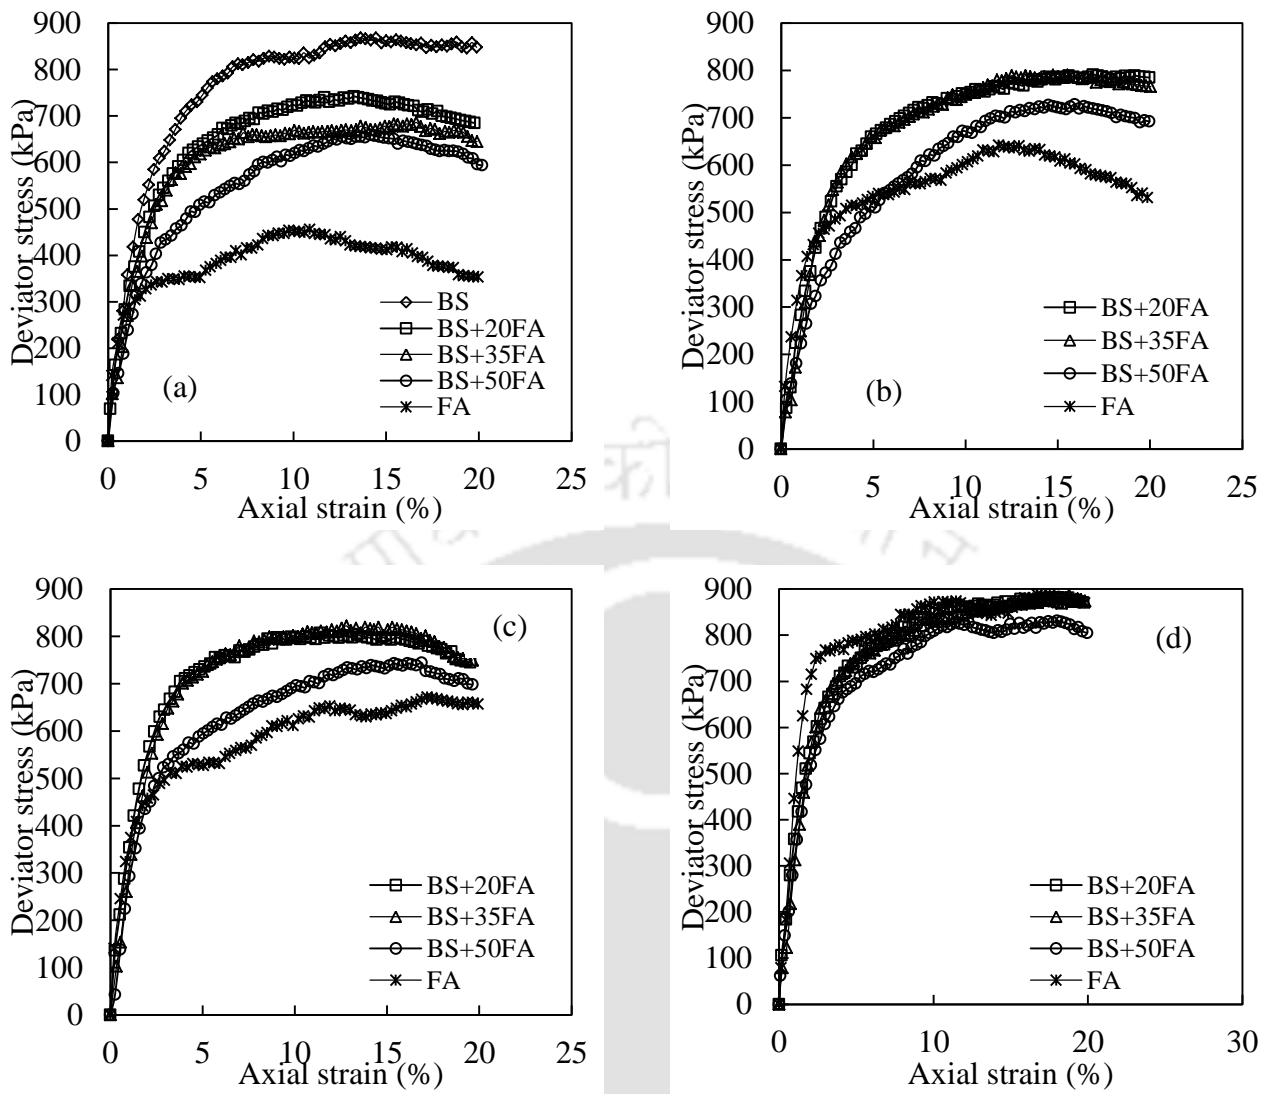 900
800
700
600
500
400
300
200
100
0
0 5 10 15 20 25
Deviator stress (kPa)
Axial strain (%)
BS
BS+20FA
BS+35FA
BS+50FA
FA
(a)
900
800
700
600
500
400
300
200
100
0
0 5 10 15 20 25
Deviator stress (kPa)
Axial strain (%)
BS+20FA
BS+35FA
BS+50FA
FA
(b)
900
800
700
600
500
400
300
200
100
0
0 5 10 15 20 25
Deviator stress (kPa)
Axial strain (%)
(c)
BS+20FA
BS+35FA
BS+50FA
FA
900
800
700
600
500
400
300
200
100
0
0 10 20 30
Deviator stress (kPa)
Axial strain (%)
(d)
BS+20FA
BS+35FA
BS+50FA
FA